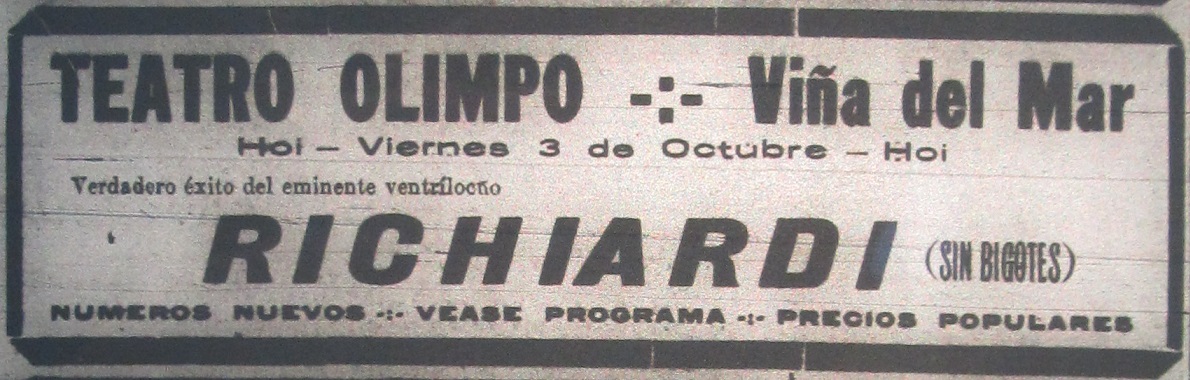 TEATRO OLIMPO -:- Viña del Mar
Hoi - Viernes 3 de Octubre - Hoi
Verdadero éxito del eminente ventrílocño
RICHIARDI (SIN BIGOTES)
NUMEROS NUEVOS -:- VEASE PROGRAMA -:- PRECIOS POPULARES